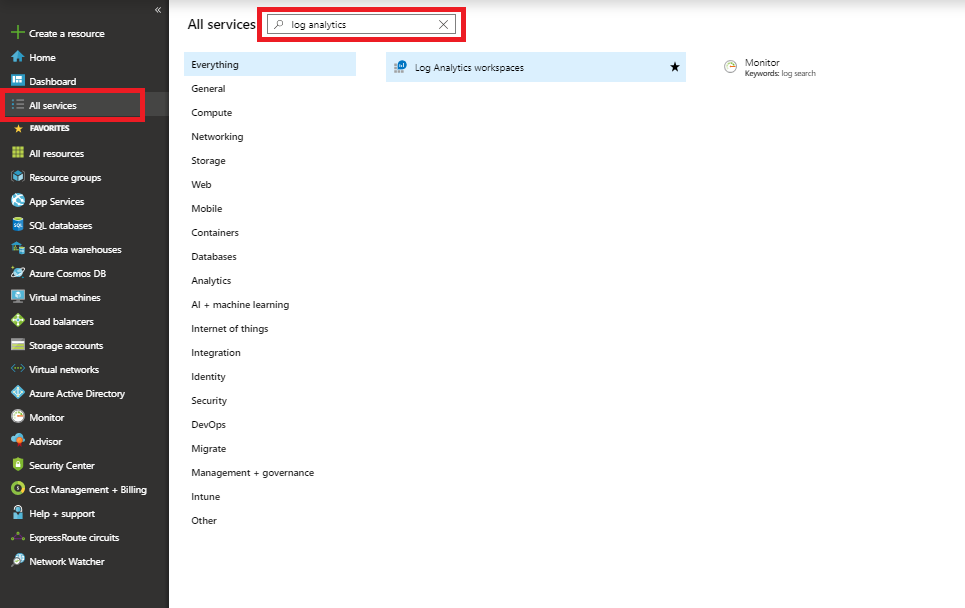 «
Create a resource
Home
Dashboard
All services
FAVORITES
All resources
Resource groups
App Services
SQL databases
SQL data warehouses
Azure Cosmos DB
Virtual machines
Load balancers
Storage accounts
Virtual networks
Azure Active Directory
Monitor
Advisor
Security Center
Cost Management + Billing
Help + support
ExpressRoute circuits
Network Watcher
All services
log analytics
Everything
General
Compute
Networking
Storage
Web
Mobile
Containers
Databases
Analytics
AI + machine learning
Internet of things
Integration
Identity
Security
DevOps
Migrate
Management + governance
Intune
Other
Log Analytics workspaces
Monitor
Keywords: log search